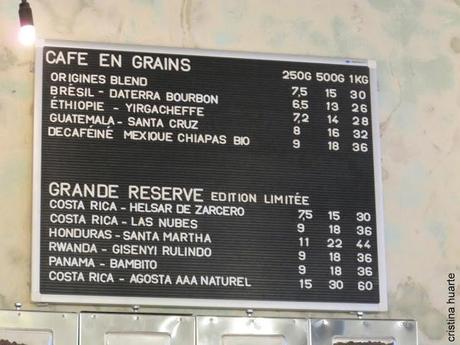 CAFE EN GRAINS 250G 500G 1KG
ORIGINES BLEND 7,5 15 30
BRÈSIL - DATERRA BOURBON 6,5 13 26
ÉTHIOPIE - YIRGACHEFFE 7,2 14 28
GUATEMALA - SANTA CRUZ 8 16 32
DECAFÉINÉ MEXIQUE CHIAPAS BIO 9 18 36
GRANDE RESERVE EDITION LIMITÉE
COSTA RICA - HELSAR DE ZARCERO 7,5 15 30
COSTA RICA - LAS NUBES 9 18 36
HONDURAS - SANTA MARTHA 11 22 44
RWANDA - GISENYI RULINDO 9 18 36
PANAMA - BAMBITO 9 18 36
COSTA RICA - AGOSTA AAA NATUREL 15 30 60
cristina huarte